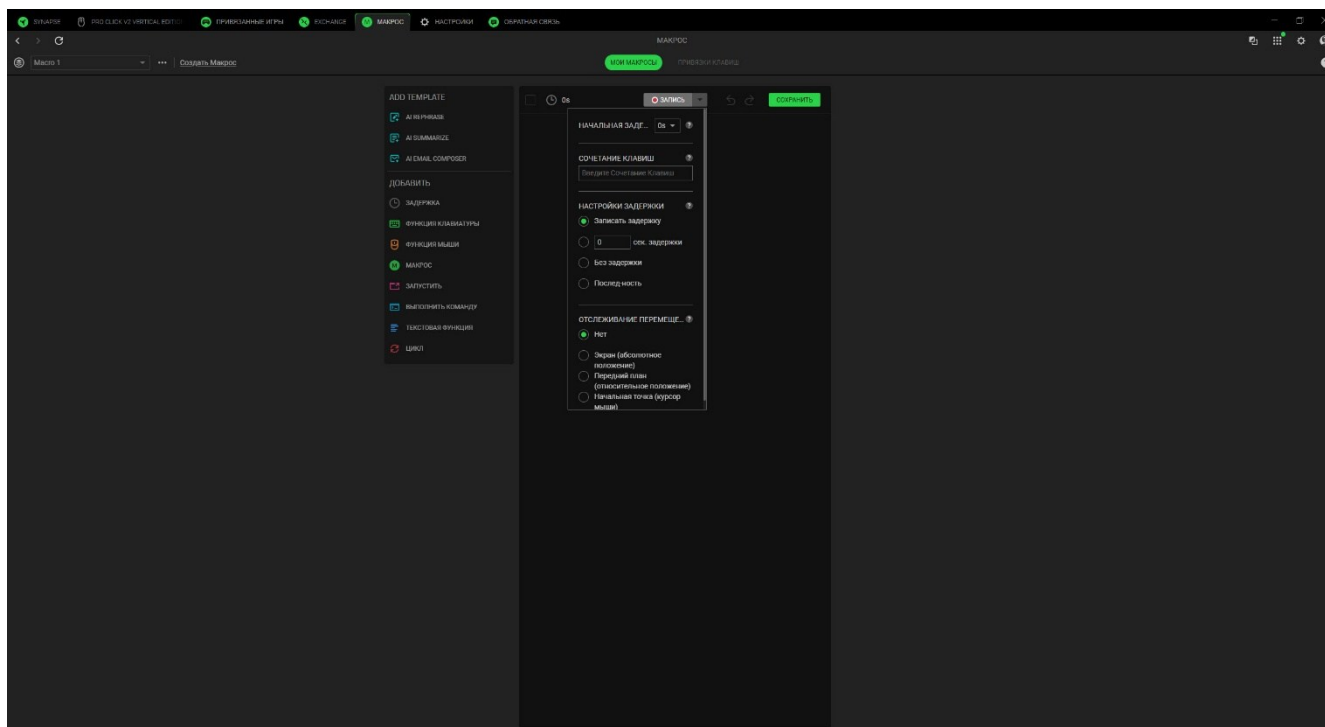 SYNAPSE PRO CLICK V2 VERTICAL EDITI ПРИВЯЗАННЫЕ ИГРЫ EXCHANGE МАКРОС НАСТРОЙКИ ОБРАТНАЯ СВЯЗЬ
МАКРОС
Macro 1 ••• Создать Макрос МОИ МАКРОСЫ ПРИВЯЗКИ КЛАВИШ
ADD TEMPLATE
AI REPHRASE
AI SUMMARIZE
AI EMAIL COMPOSER
ДОБАВИТЬ
ЗАДЕРЖКА
ФУНКЦИЯ КЛАВИАТУРЫ
ФУНКЦИЯ МЫШИ
МАКРОС
ЗАПУСТИТЬ
ВЫПОЛНИТЬ КОМАНДУ
ТЕКСТОВАЯ ФУНКЦИЯ
ЦИКЛ
0s ЗАПИСЬ СОХРАНИТЬ
НАЧАЛЬНАЯ ЗАДЕ... 0s
СОЧЕТАНИЕ КЛАВИШ
Введите Сочетание Клавиш
НАСТРОЙКИ ЗАДЕРЖКИ
Записать задержку
0 сек. задержки
Без задержки
Послед-ность
ОТСЛЕЖИВАНИЕ ПЕРЕМЕЩЕ...
Нет
Экран (абсолютное
положение)
Передний план
(относительное положение)
Начальная точка (курсор
мыши)